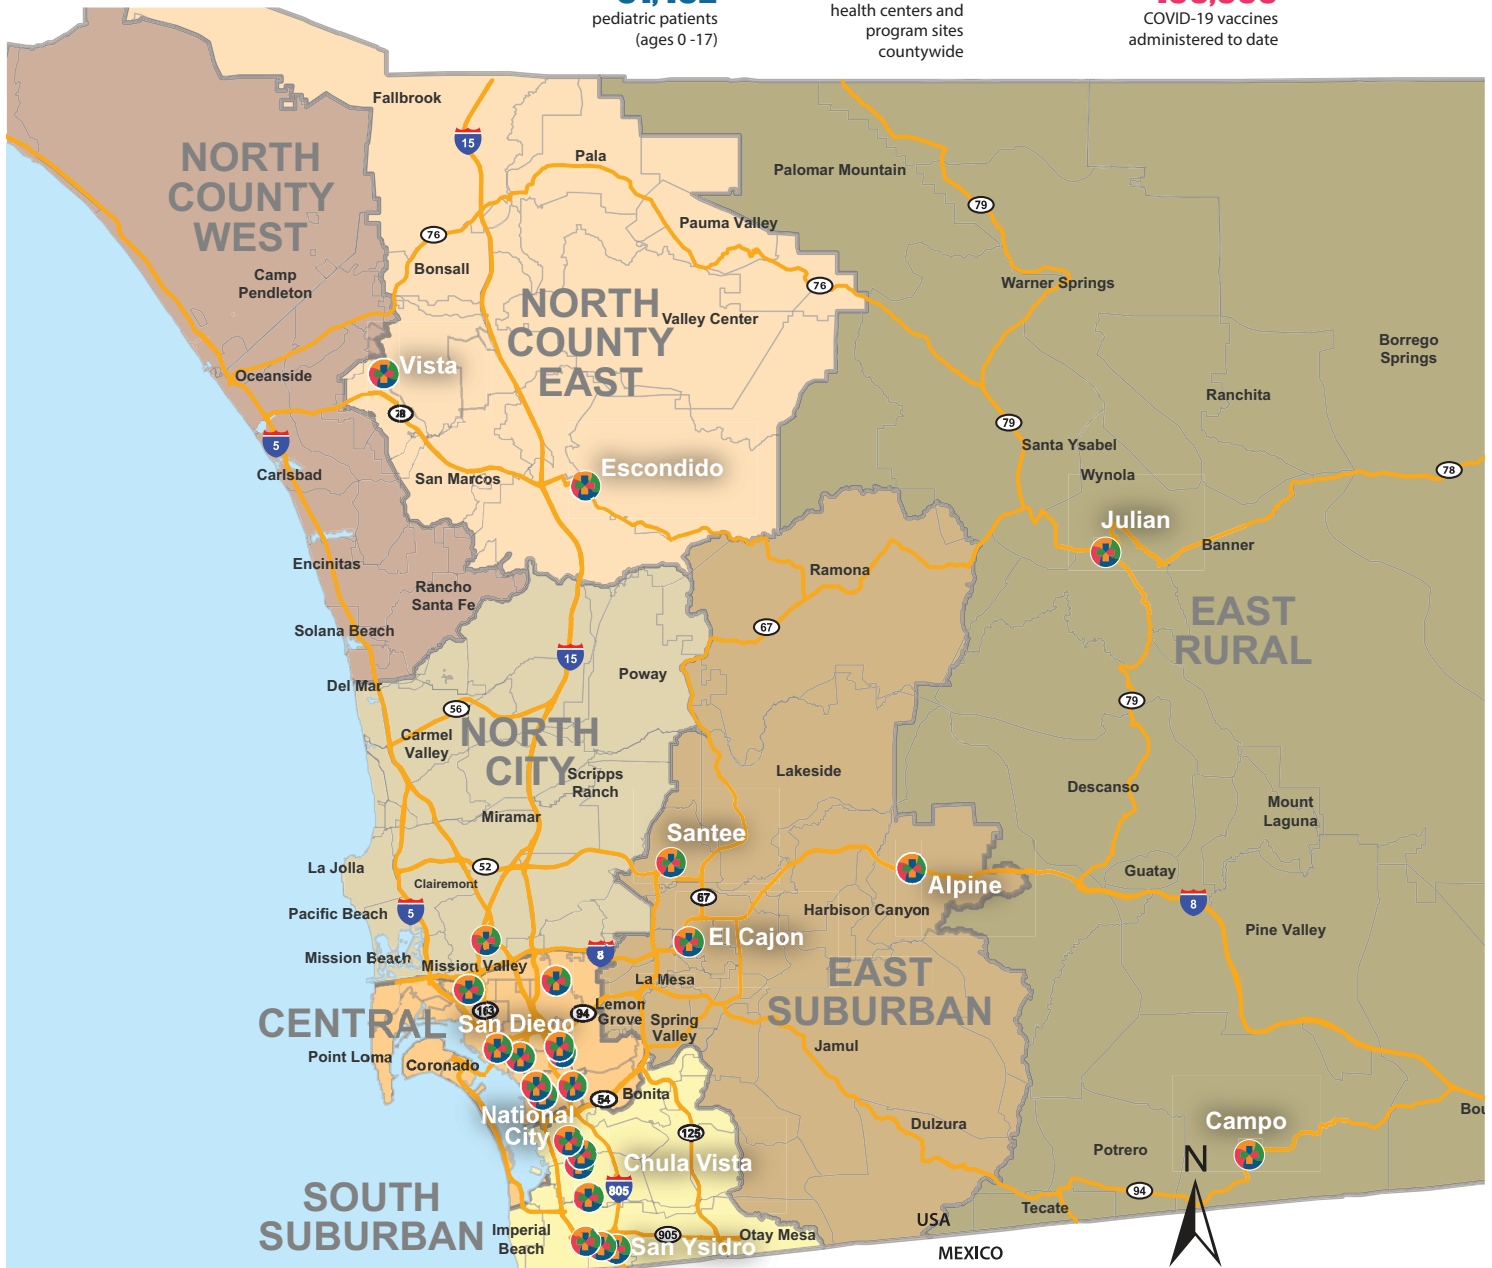 pediatric patients
(ages 0 -17)
health centers and
program sites
countywide
COVID-19 vaccines
administered to date
Fallbrook
15
NORTH
COUNTY
WEST
Pala
Palomar Mountain
79
76
Pauma Valley
Bonsall
Camp
Pendleton
76
Warner Springs
NORTH
COUNTY
EAST
Valley Center
Borrego
Springs
Vista
Oceanside
Ranchita
79
5
Santa Ysabel
Carlsbad
San Marcos
Escondido
Wynola
78
Julian
Banner
Encinitas
Ramona
Rancho
Santa Fe
EAST
RURAL
67
Solana Beach
15
Poway
Del Mar
56
79
Carmel
Valley
NORTH
CITY
Scripps
Ranch
Lakeside
Descanso
Mount
Laguna
Miramar
Santee
La Jolla
52
Clairemont
Guatay
Alpine
67
8
Pacific Beach
5
Harbison Canyon
Pine Valley
El Cajon
Mission Beach
Mission Valley
8
La Mesa
EAST
SUBURBAN
163
94
Lemon
Grove
CENTRAL
San Diego
Spring
Valley
Jamul
Point Loma
Coronado
54
Bonita
National
City
125
Dulzura
Campo
Potrero
N
Chula Vista
805
94
SOUTH
SUBURBAN
Tecate
USA
Imperial
Beach
905
Otay Mesa
San Ysidro
MEXICO